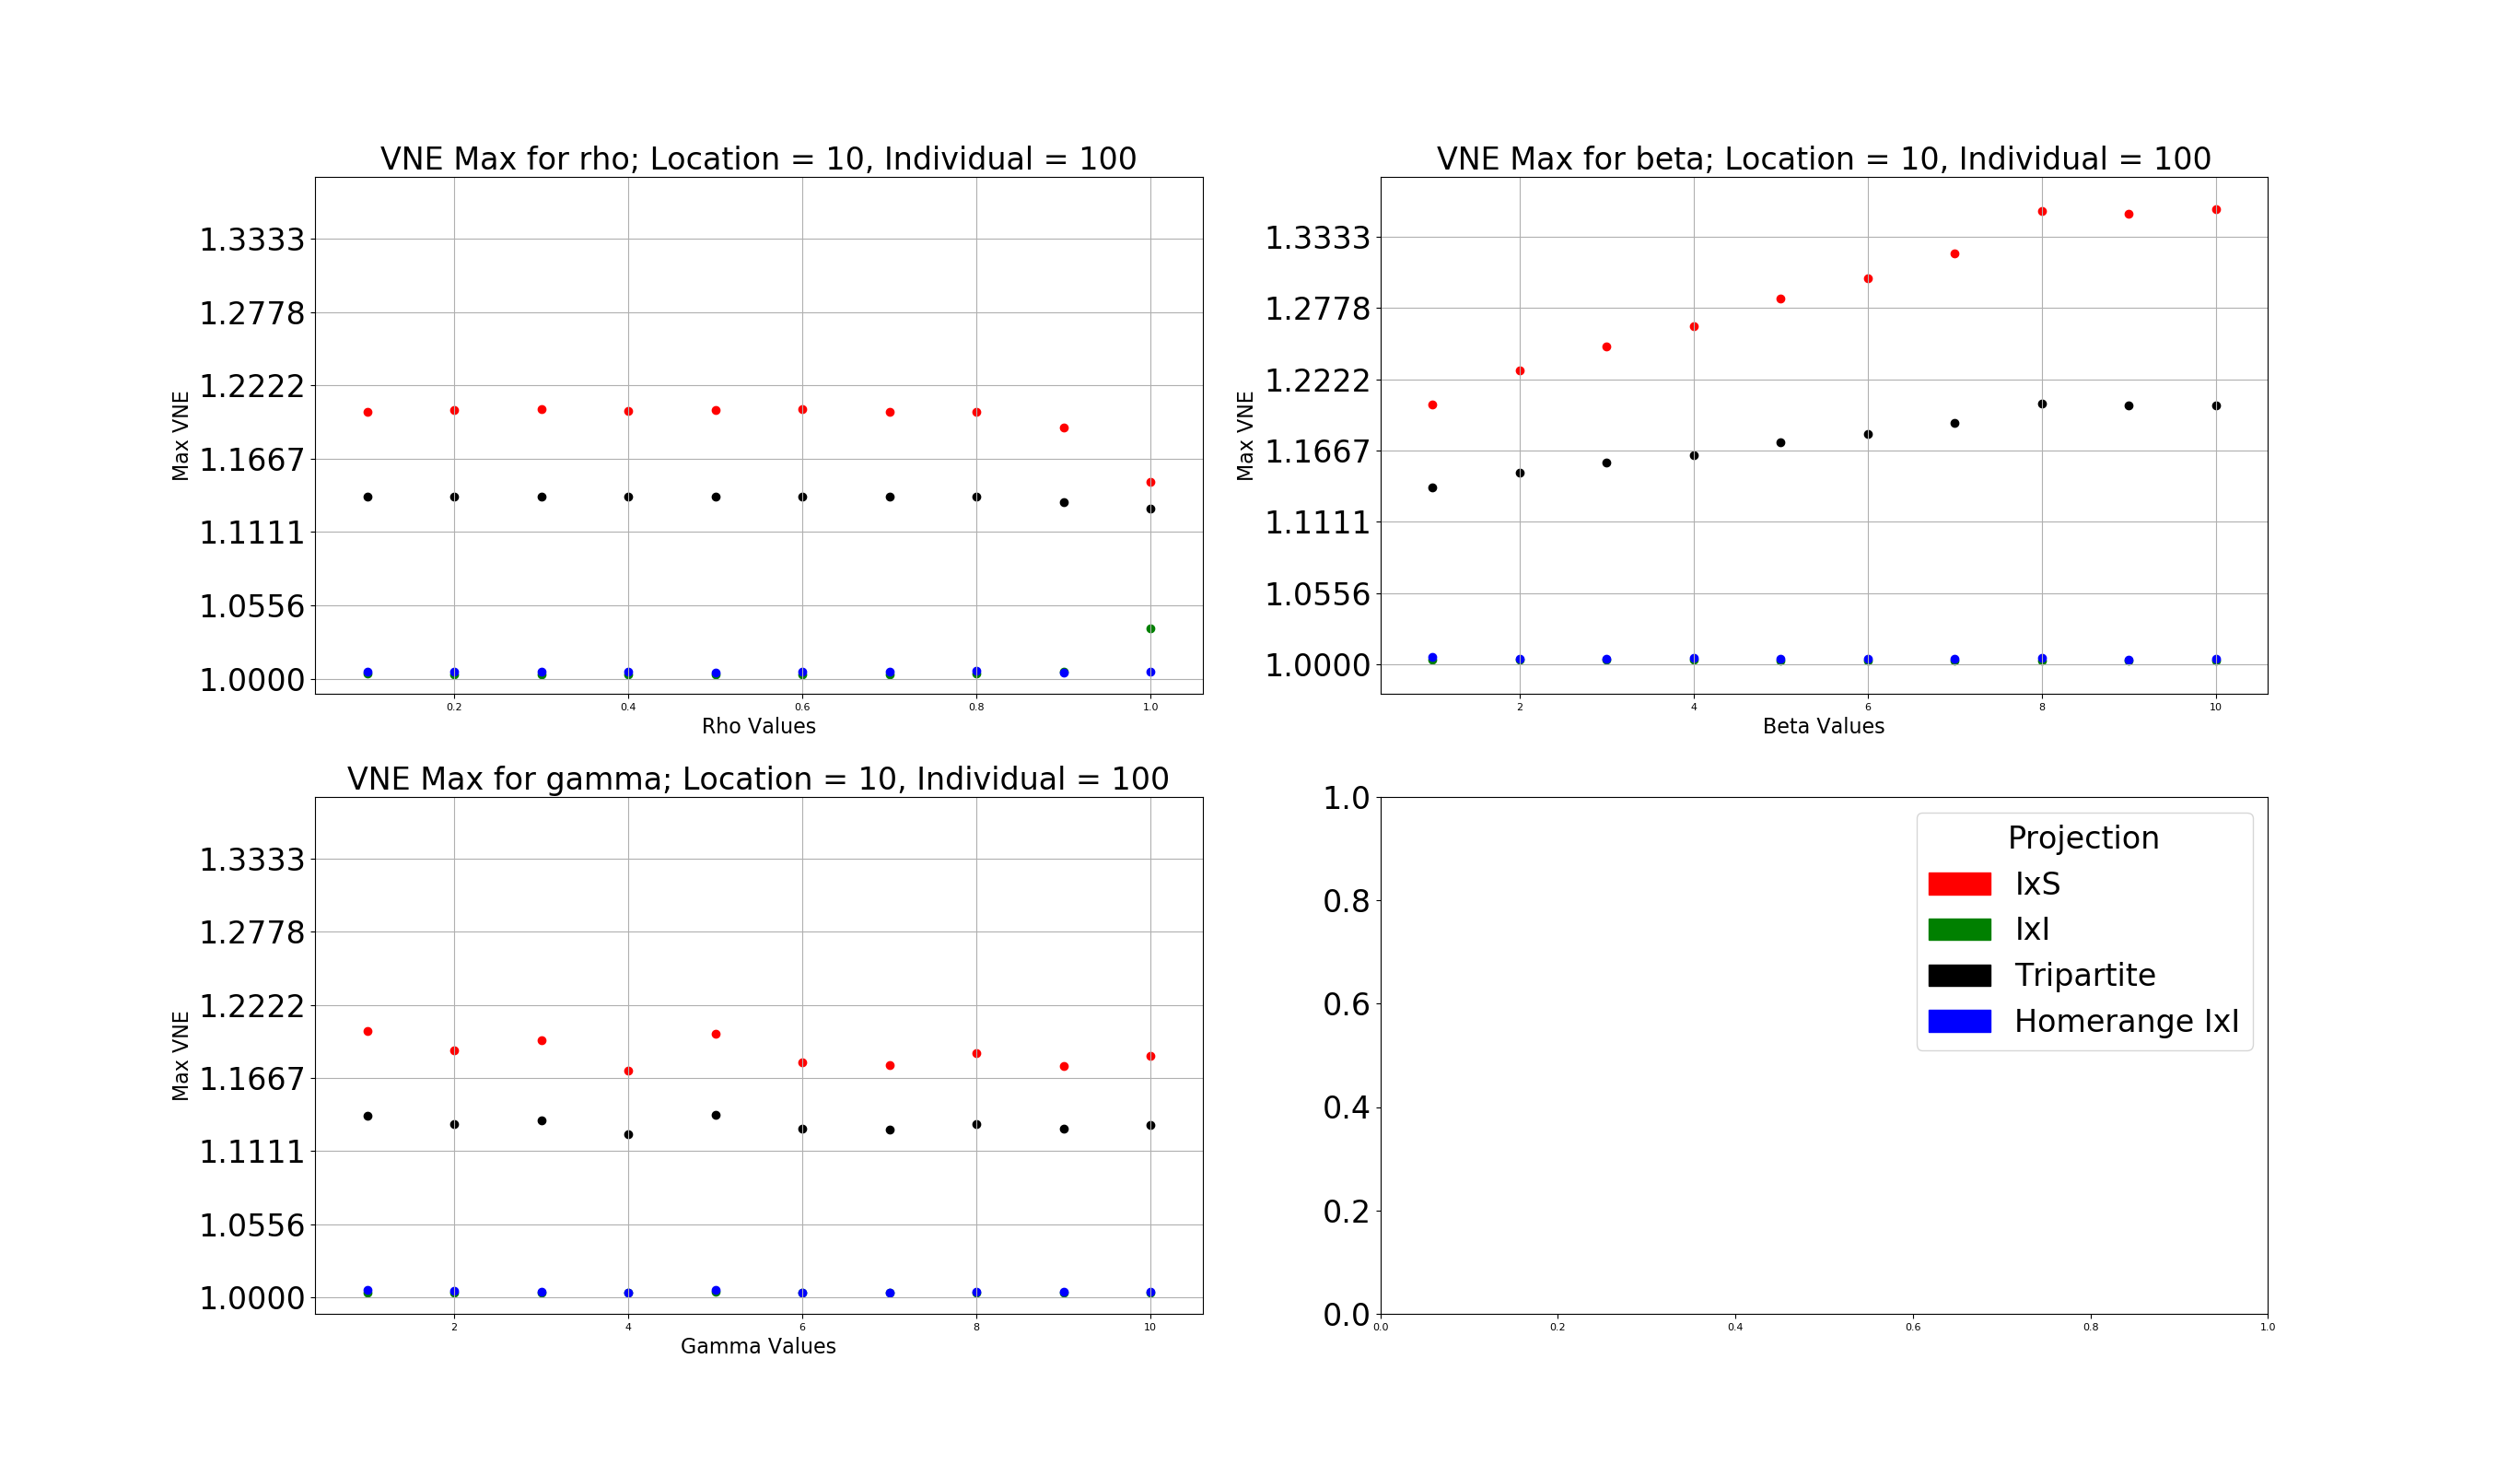 VNE Max for rho; Location = 10, Individual = 100
1.3333
1.2778
1.2222
1.1667
1.1111
1.0556
1.0000
Max VNE
0.2 0.4 0.6 0.8 1.0
Rho Values
VNE Max for beta; Location = 10, Individual = 100
1.3333
1.2778
1.2222
1.1667
1.1111
1.0556
1.0000
Max VNE
2 4 6 8 10
Beta Values
VNE Max for gamma; Location = 10, Individual = 100
1.3333
1.2778
1.2222
1.1667
1.1111
1.0556
1.0000
Max VNE
2 4 6 8 10
Gamma Values
1.0
0.8
0.6
0.4
0.2
0.0
0.0 0.2 0.4 0.6 0.8 1.0
Projection
IxS
IxI
Tripartite
Homerange IxI